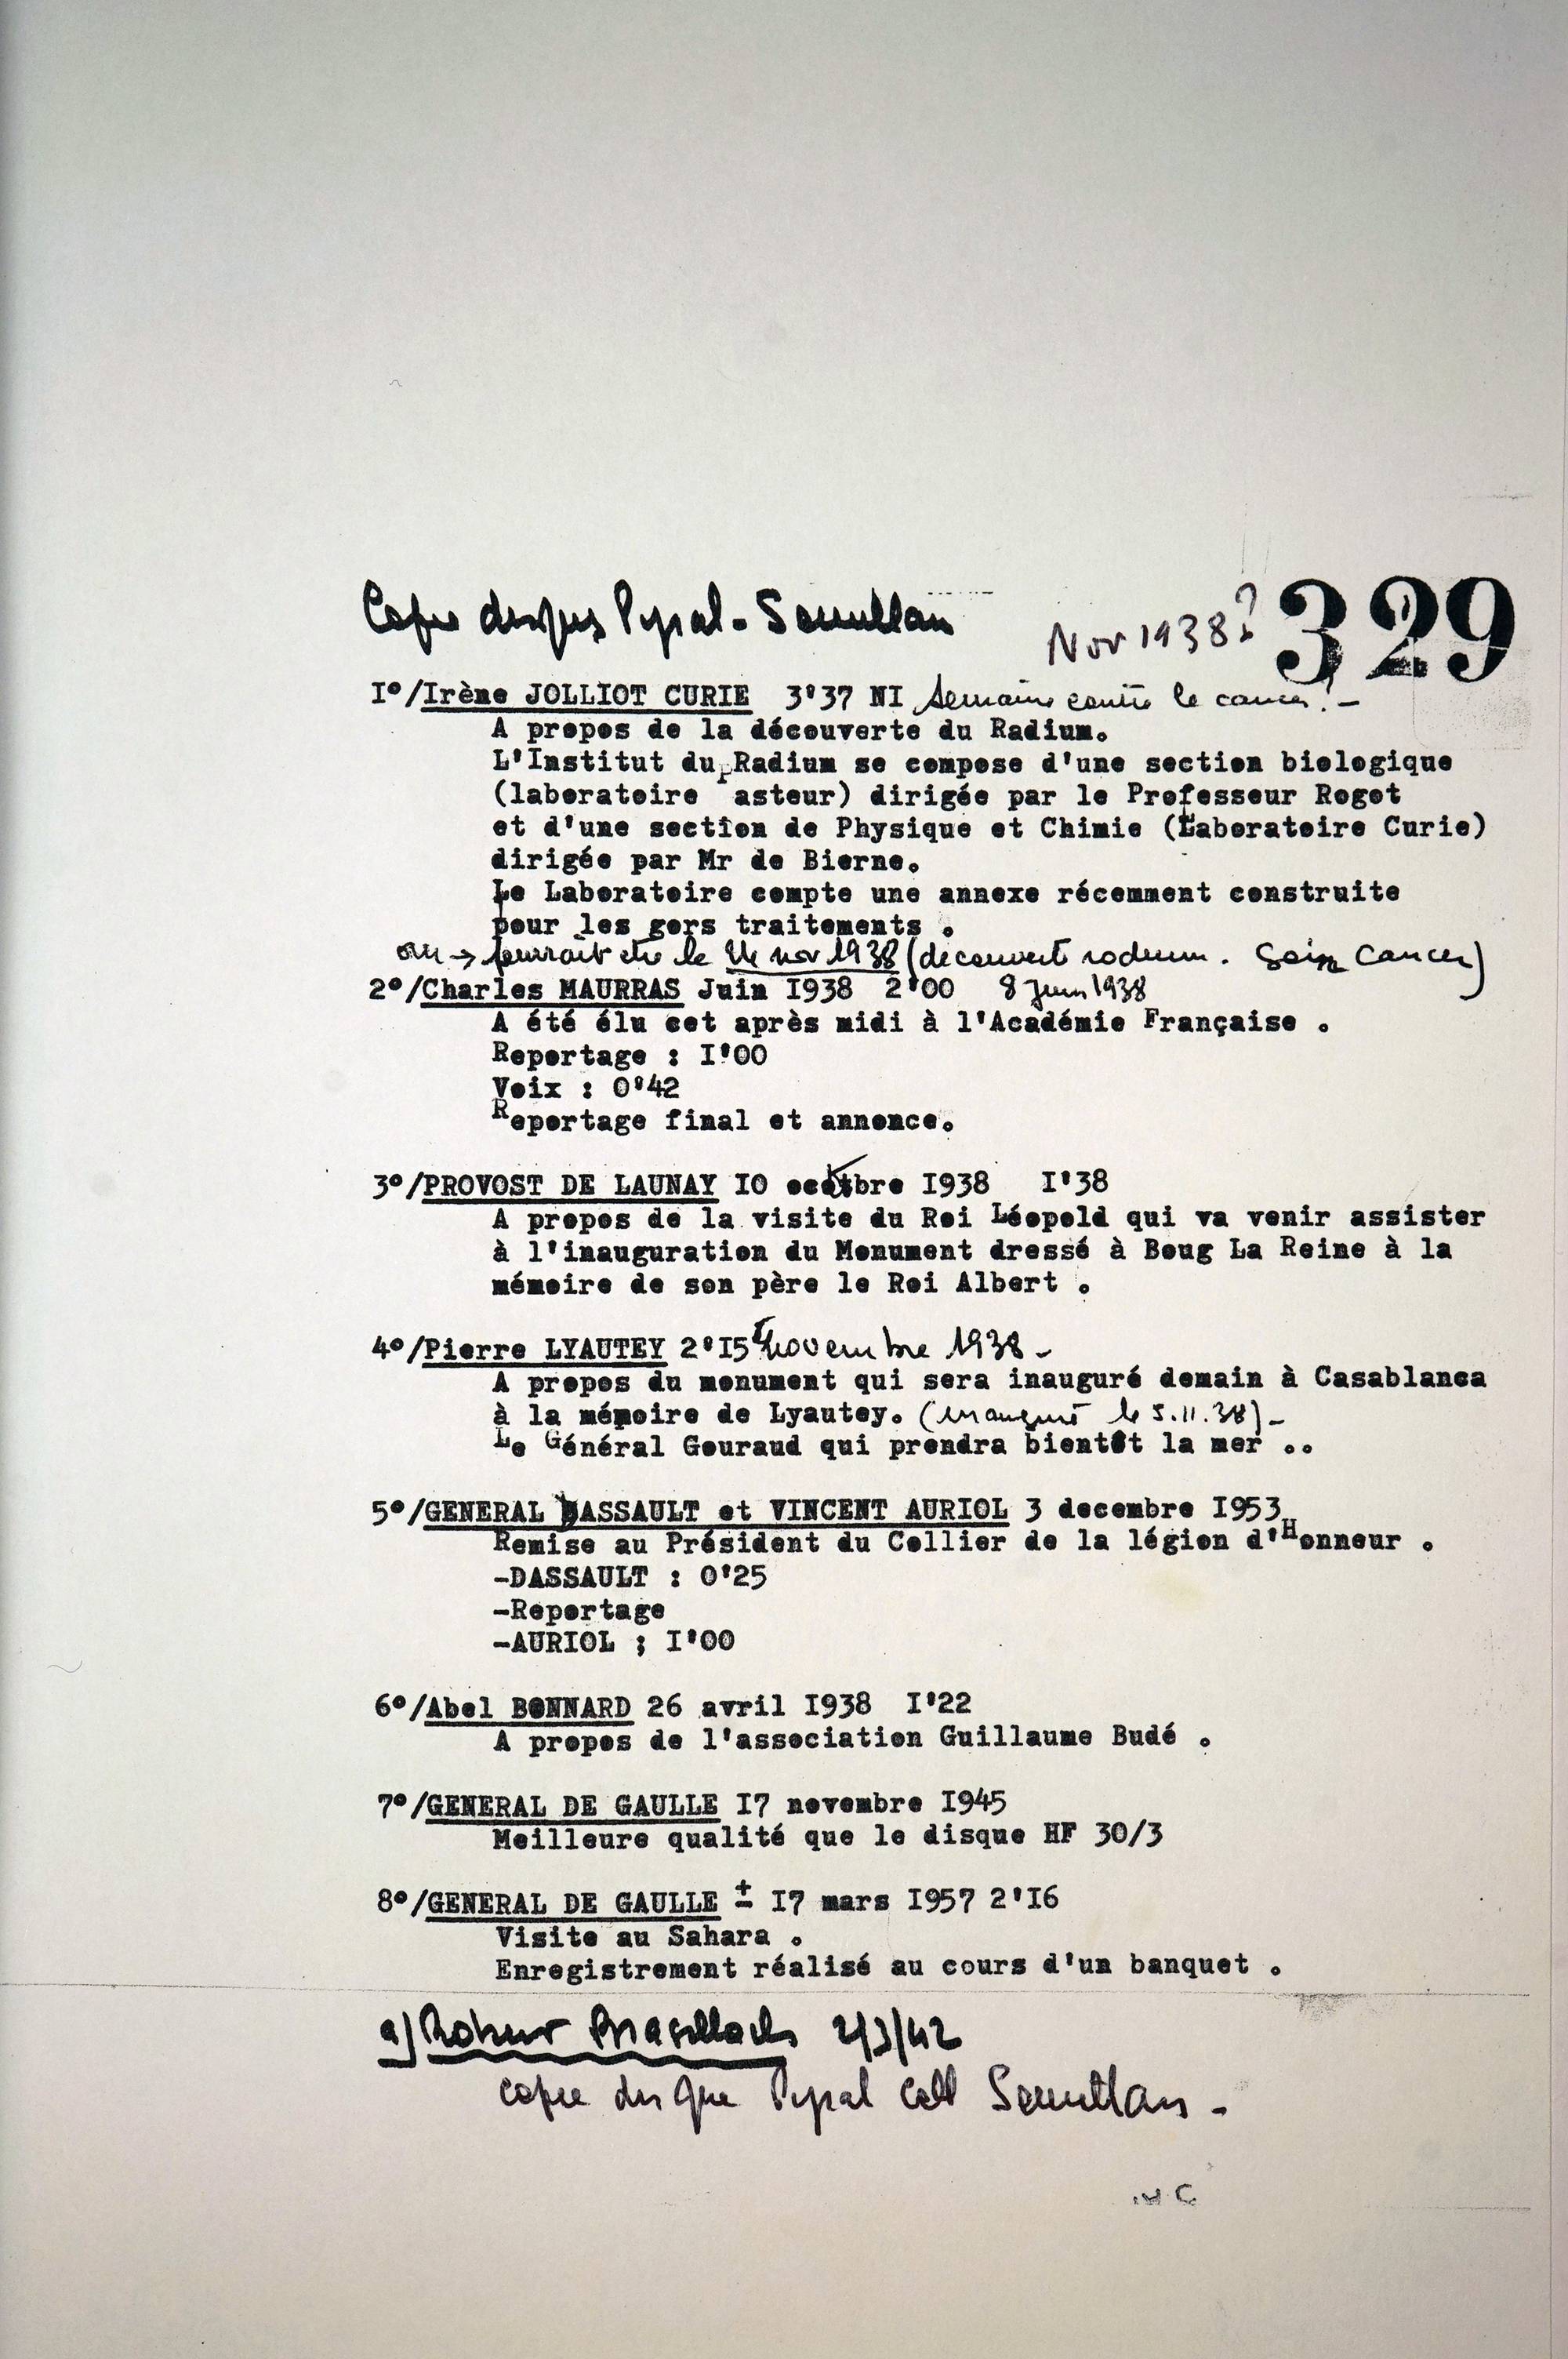 Copie disques Pyral - Semullan
Nov 1938? 329
I°/Irène JOLLIOT CURIE 3'37 NI Semaine contre le cancer! -
A propos de la découverte du Radium.
L'Institut du Radium se compose d'une section biologique
(laboratoire Pasteur) dirigée par le Professeur Rogot
et d'une section de Physique et Chimie (Laboratoire Curie)
dirigée par Mr de Bierne.
Le Laboratoire compte une annexe récemment construite
pour les gors traitements .
ou → pourrait être le 24 nov 1938 (decouvert radium. Soin Cancer)
2°/Charles MAURRAS Juin I938 2'00 8 Juin 1938
A été élu cet après midi à l'Académie Française .
Reportage : I'00
Voix : 0'42
Reportage final et annonce.
3°/PROVOST DE LAUNAY IO octobre I938 I'38
A propos de la visite du Roi Léopold qui va venir assister
à l'inauguration du Monument dressé à Boug La Reine à la
mémoire de son père le Roi Albert .
4°/Pierre LYAUTEY 2'I5 novembre 1938 -
A propos du monument qui sera inauguré demain à Casablanca
à la mémoire de Lyautey. (inauguré le 5.11.38) -
Le Général Gouraud qui prendra bientôt la mer ..
5°/GENERAL DASSAULT et VINCENT AURIOL 3 decembre I953
Remise au Président du Collier de la légion d'Honneur .
-DASSAULT : 0'25
-Reportage
-AURIOL ; I'00
6°/Abel BONNARD 26 avril I938 I'22
A propos de l'association Guillaume Budé .
7°/GENERAL DE GAULLE I7 novembre I945
Meilleure qualité que le disque HF 30/3
8°/GENERAL DE GAULLE ± I7 mars I957 2'I6
Visite au Sahara .
Enregistrement réalisé au cours d'un banquet .
9) Robert Brasillach 2/3/42
copie disque Pyral Coll